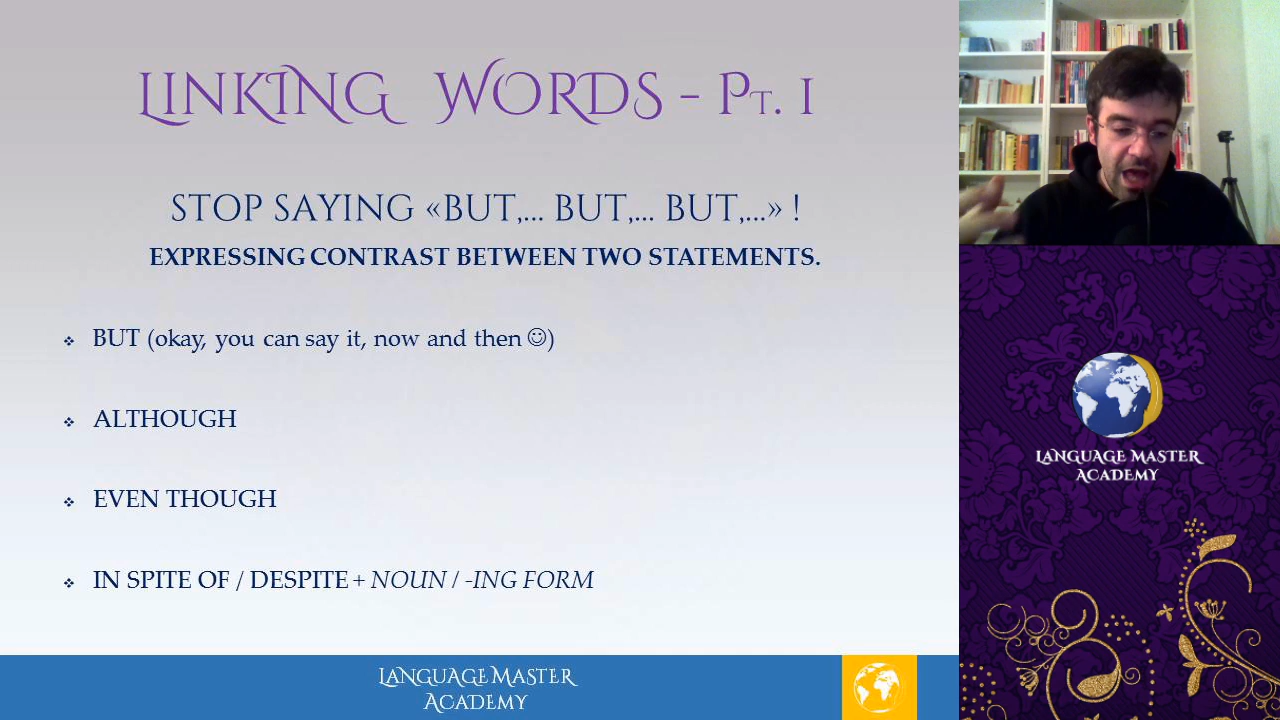 LINKING WORDS – PT. 1
STOP SAYING «BUT,... BUT,... BUT,...» !
EXPRESSING CONTRAST BETWEEN TWO STATEMENTS.
❖ BUT (okay, you can say it, now and then ☺)
❖ ALTHOUGH
❖ EVEN THOUGH
❖ IN SPITE OF / DESPITE + NOUN / -ING FORM
LANGUAGE MASTER
ACADEMY
LANGUAGE MASTER
ACADEMY